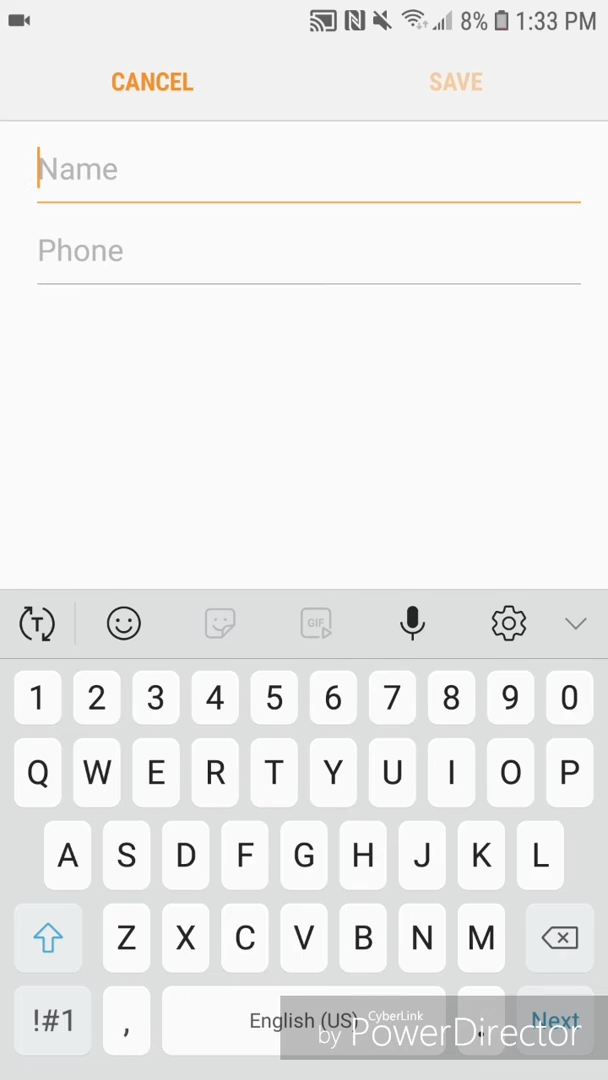 8% 1:33 PM
CANCEL SAVE
Name
Phone
T GIF
1 2 3 4 5 6 7 8 9 0
Q W E R T Y U I O P
A S D F G H J K L
Z X C V B N M
!#1 , English (US) . Next
CyberLink
by PowerDirector